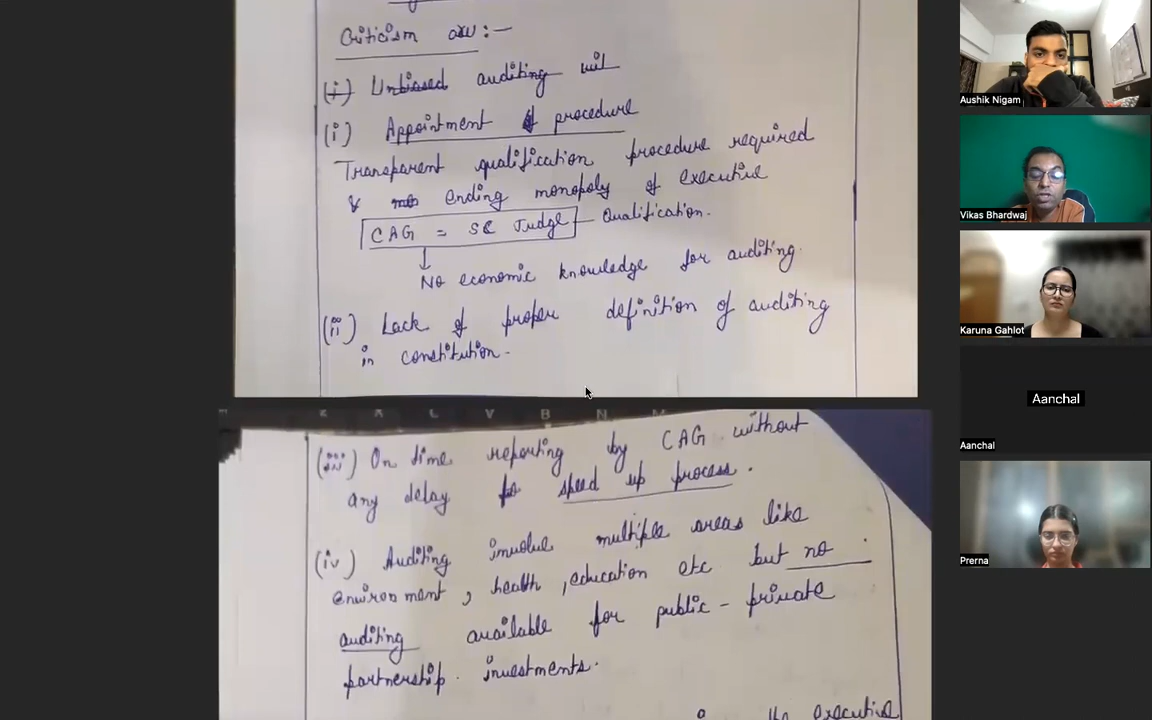 Criticism are :-
(i) Unbiased auditing will
(i) Appointment & procedure
Transparent qualification procedure required
& ending monopoly of executive
CAG = SC Judge - Qualification.
No economic knowledge for auditing.
(ii) Lack of proper definition of auditing
in constitution.
(iii) On time reporting by CAG without
any delay speed up process.
(iv) Auditing involve multiple areas like
environment, health, education etc but no
auditing available for public - private
partnership. investments.
the executive
Aushik Nigam
Vikas Bhardwaj
Karuna Gahlot
Aanchal
Aanchal
Prerna